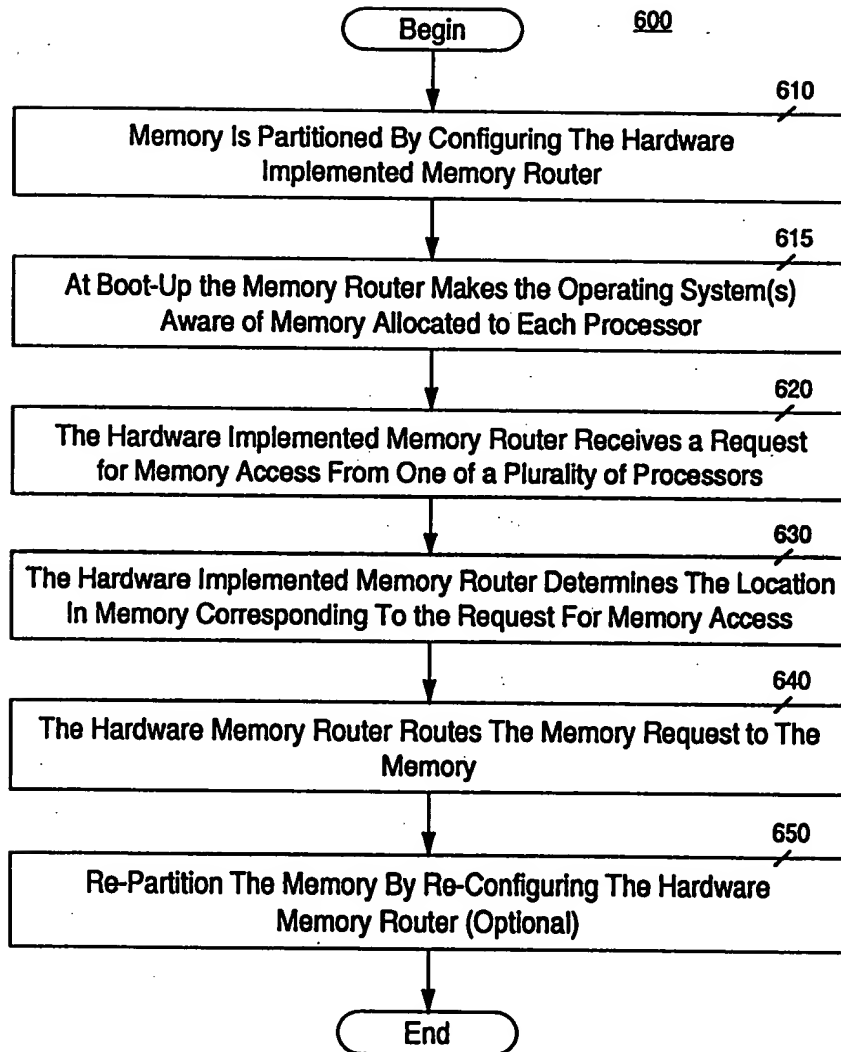 Begin
600
610
Memory Is Partitioned By Configuring The Hardware
Implemented Memory Router
615
At Boot-Up the Memory Router Makes the Operating System(s)
Aware of Memory Allocated to Each Processor
620
The Hardware Implemented Memory Router Receives a Request
for Memory Access From One of a Plurality of Processors
630
The Hardware Implemented Memory Router Determines The Location
In Memory Corresponding To the Request For Memory Access
640
The Hardware Memory Router Routes The Memory Request to The
Memory
650
Re-Partition The Memory By Re-Configuring The Hardware
Memory Router (Optional)
End